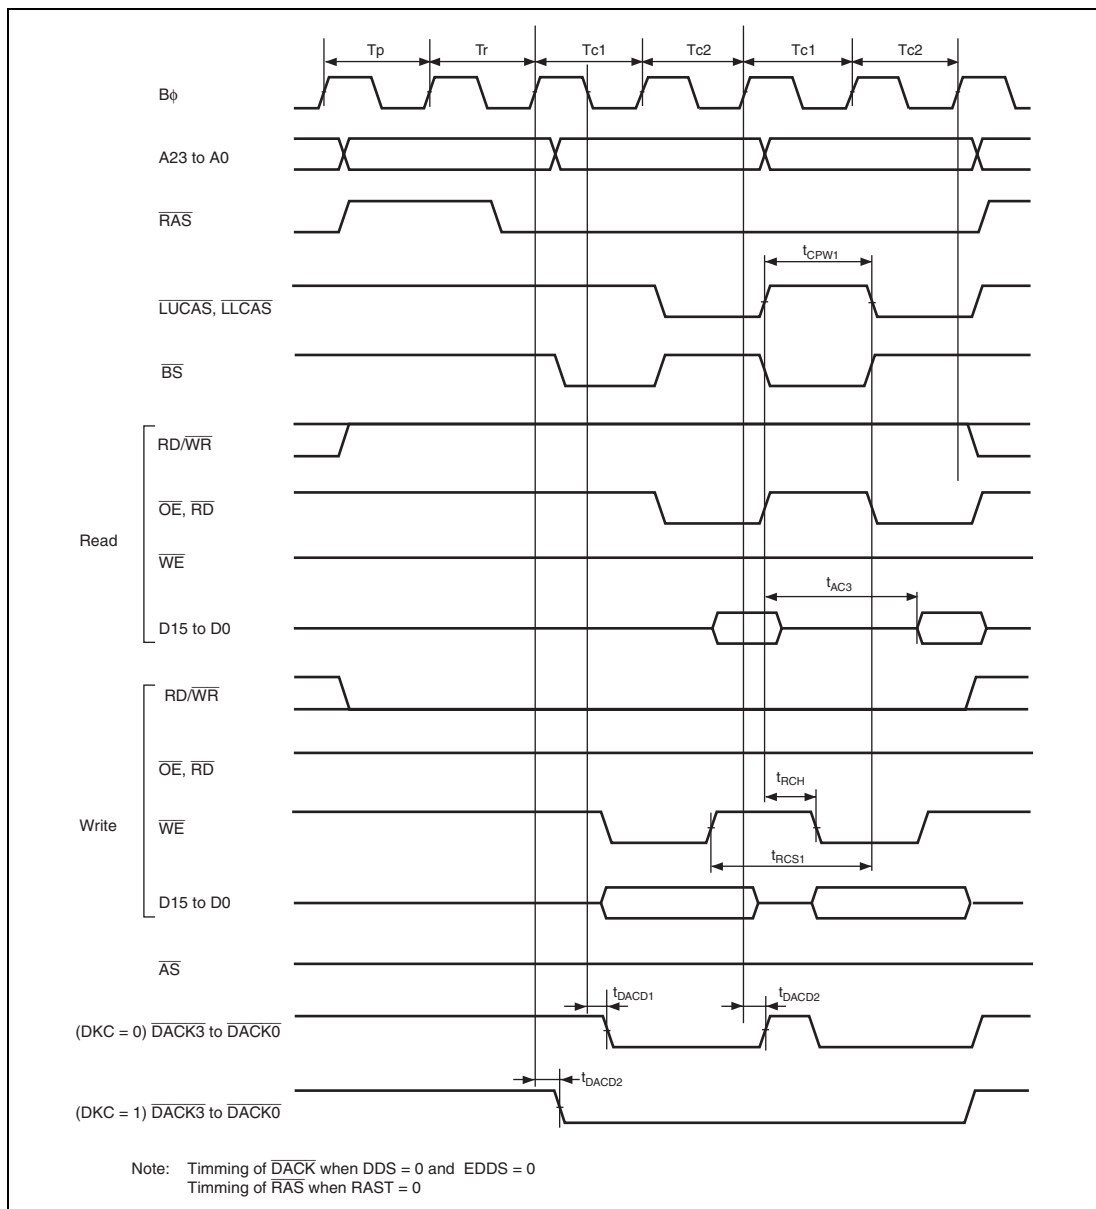 Tp Tr Tc1 Tc2 Tc1 Tc2
Bϕ
A23 to A0
RAS
tCPW1
LUCAS, LLCAS
BS
RD/WR
OE, RD
Read
WE
tAC3
D15 to D0
RD/WR
OE, RD
tRCH
Write WE
tRCS1
D15 to D0
AS
tDACD1 tDACD2
(DKC = 0) DACK3 to DACK0
tDACD2
(DKC = 1) DACK3 to DACK0
Note: Timming of DACK when DDS = 0 and EDDS = 0
Timming of RAS when RAST = 0